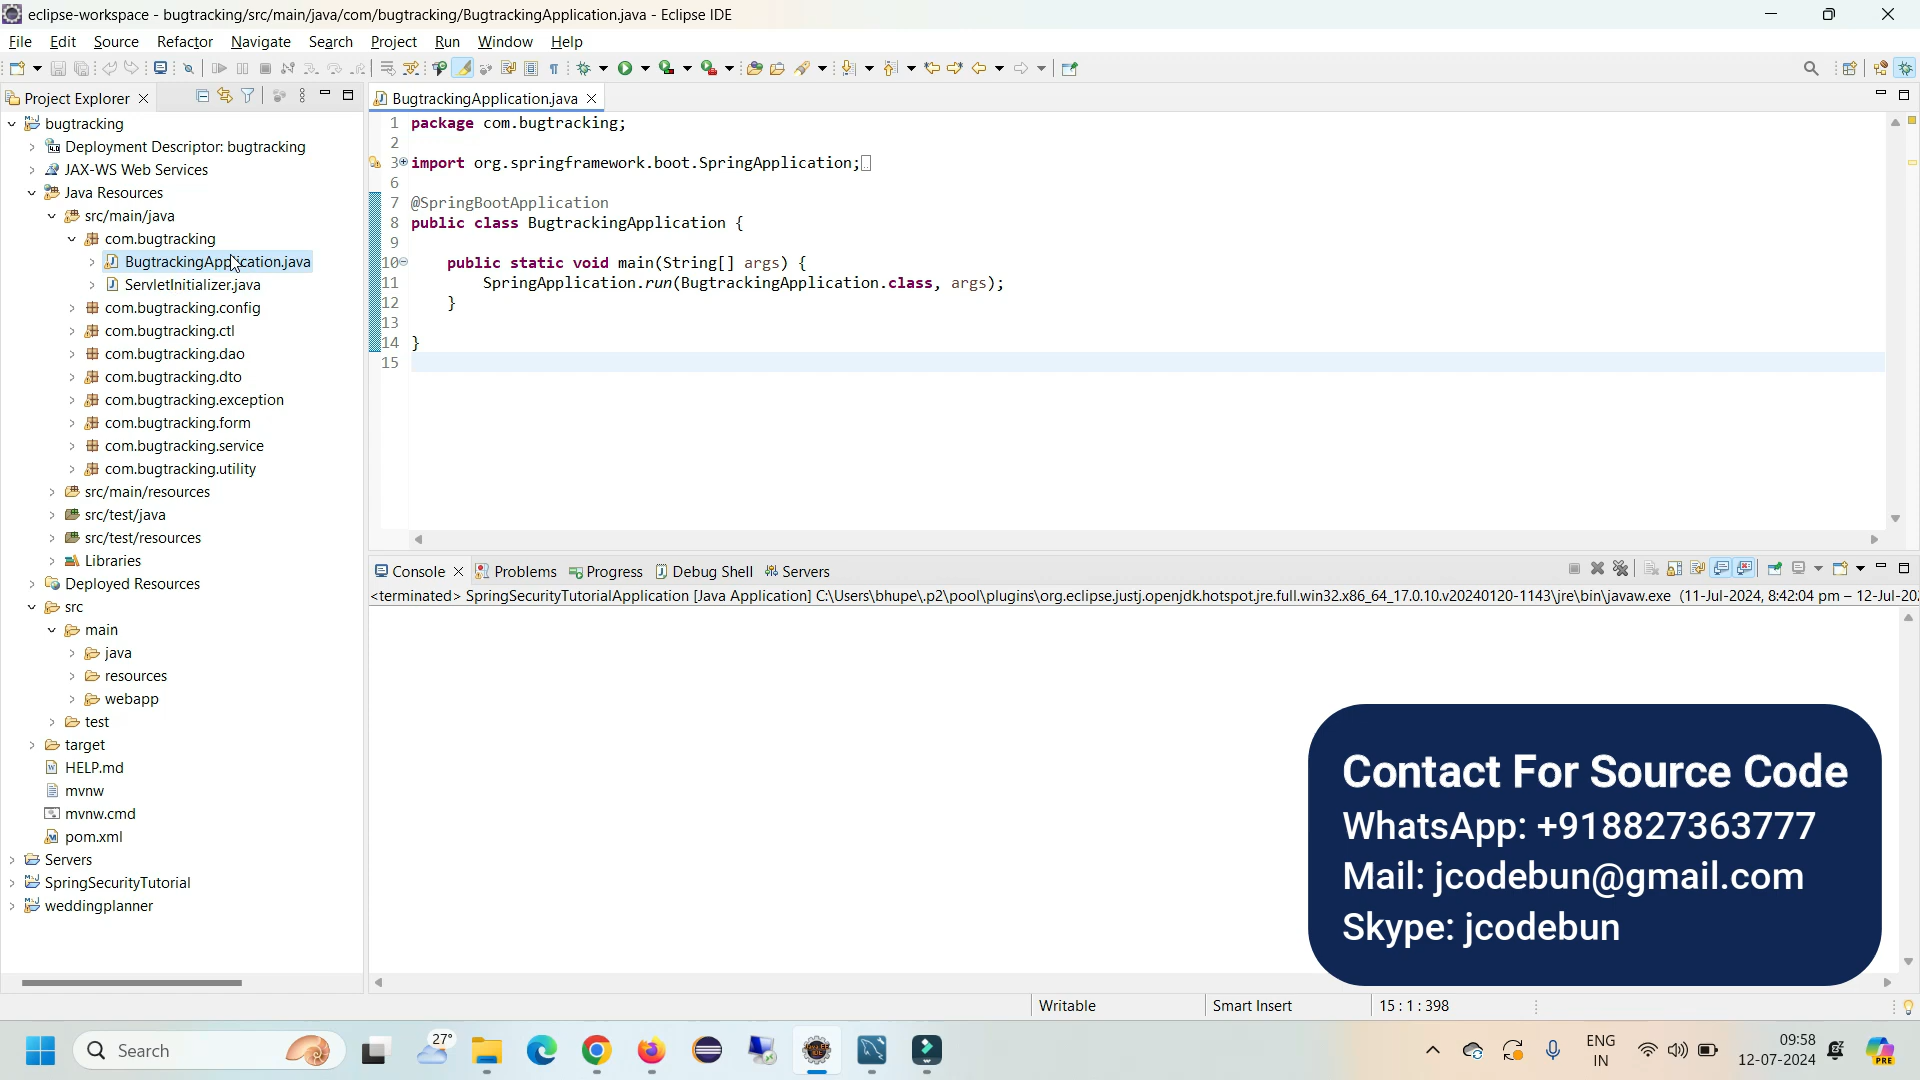 eclipse-workspace - bugtracking/src/main/java/com/bugtracking/BugtrackingApplication.java - Eclipse IDE
File Edit Source Refactor Navigate Search Project Run Window Help
Project Explorer
bugtracking
Deployment Descriptor: bugtracking
JAX-WS Web Services
Java Resources
src/main/java
com.bugtracking
BugtrackingApplication.java
ServletInitializer.java
com.bugtracking.config
com.bugtracking.ctl
com.bugtracking.dao
com.bugtracking.dto
com.bugtracking.exception
com.bugtracking.form
com.bugtracking.service
com.bugtracking.utility
src/main/resources
src/test/java
src/test/resources
Libraries
Deployed Resources
src
main
java
resources
webapp
test
target
HELP.md
mvnw
mvnw.cmd
pom.xml
Servers
SpringSecurityTutorial
weddingplanner
BugtrackingApplication.java
1 package com.bugtracking;
2
3 import org.springframework.boot.SpringApplication;
6
7 @SpringBootApplication
8 public class BugtrackingApplication {
9
10 public static void main(String[] args) {
11 SpringApplication.run(BugtrackingApplication.class, args);
12 }
13
14 }
15
Console Problems Progress Debug Shell Servers
<terminated> SpringSecurityTutorialApplication [Java Application] C:\Users\bhupe\.p2\pool\plugins\org.eclipse.justj.openjdk.hotspot.jre.full.win32.x86_64_17.0.10.v20240120-1143\jre\bin\javaw.exe (11-Jul-2024, 8:42:04 pm – 12-Jul-20
Contact For Source Code
WhatsApp: +918827363777
Mail: jcodebun@gmail.com
Skype: jcodebun
Writable Smart Insert 15 : 1 : 398
Search
27°
ENG
IN
09:58
12-07-2024
PRE